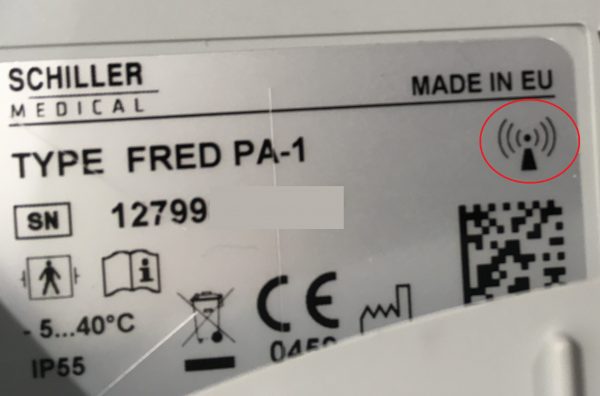 SCHILLER
MEDICAL
MADE IN EU
TYPE FRED PA-1
SN 12799
- 5...40°C
IP55
CE